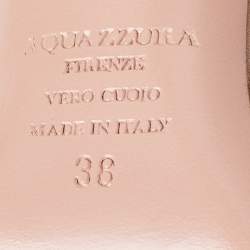 AQUAZZURA
FIRENZE
VERO CUOIO
MADE IN ITALY
38